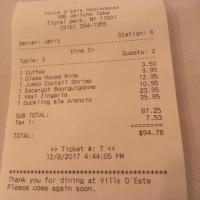 VILLA D'ESTE RESTAURANT
186 Jericho Tpke
Floral park, NY 11001
(516) 354-1355
Server: Jerry Station: 6
Dine In
Table: 3 Guests: 2
1 Coffee 3.50
1 Glass House Wine 9.95
1 Jumbo Coctail Shrimp 12.95
1 Escargot Bourguigonne 10.95
1 Veal Zingaria 23.95
1 Duckling ala Arancio 25.95
SUB TOTAL: 87.25
Tax 1: 7.53
TOTAL: $94.78
>> Ticket #: 7 <<
12/8/2017 4:44:05 PM
Thank you for dining at Villa D'Este
Please come again soon.